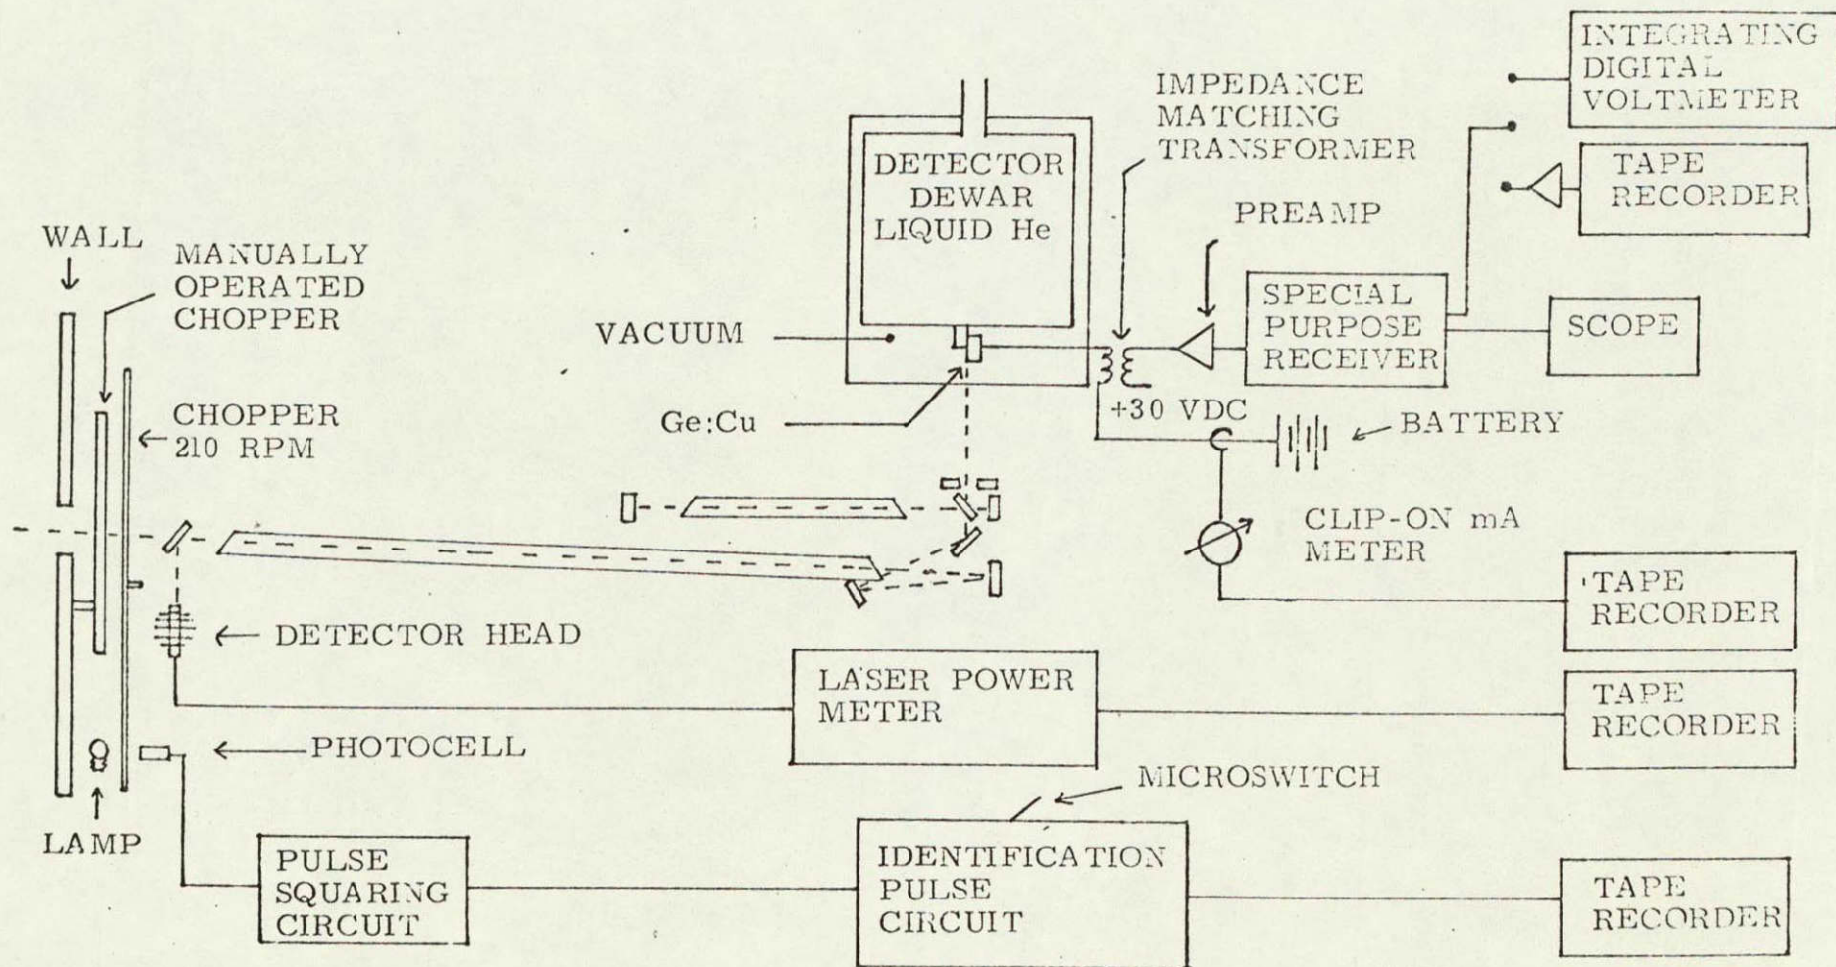 INTEGRATING
DIGITAL
VOLTMETER
IMPEDANCE
MATCHING
TRANSFORMER
DETECTOR
DEWAR
LIQUID He
TAPE
RECORDER
PREAMP
WALL
MANUALLY
OPERATED
CHOPPER
SPECIAL
PURPOSE
RECEIVER
SCOPE
VACUUM
CHOPPER
210 RPM
Ge:Cu
+30 VDC
BATTERY
CLIP-ON mA
METER
TAPE
RECORDER
DETECTOR HEAD
LASER POWER
METER
TAPE
RECORDER
PHOTOCELL
MICROSWITCH
LAMP
PULSE
SQUARING
CIRCUIT
IDENTIFICATION
PULSE
CIRCUIT
TAPE
RECORDER